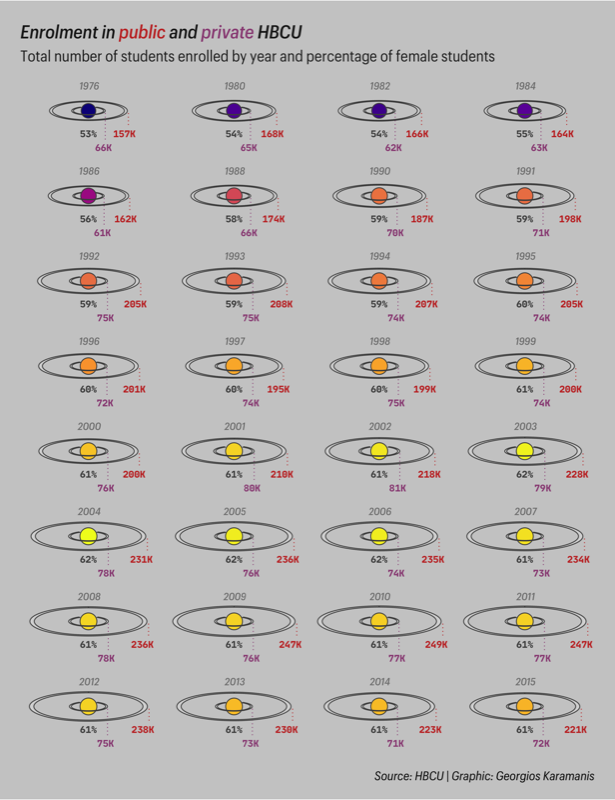 Enrolment in public and private HBCU
Total number of students enrolled by year and percentage of female students
1976 1980 1982 1984
53% 157K 54% 168K 54% 166K 55% 164K
66K 65K 62K 63K
1986 1988 1990 1991
56% 162K 58% 174K 59% 187K 59% 198K
61K 66K 70K 71K
1992 1993 1994 1995
59% 205K 59% 208K 59% 207K 60% 205K
75K 75K 74K 74K
1996 1997 1998 1999
60% 201K 60% 195K 60% 199K 61% 200K
72K 74K 75K 74K
2000 2001 2002 2003
61% 200K 61% 210K 61% 218K 62% 228K
76K 80K 81K 79K
2004 2005 2006 2007
62% 231K 62% 236K 62% 235K 61% 234K
78K 76K 74K 73K
2008 2009 2010 2011
61% 236K 61% 247K 61% 249K 61% 247K
78K 76K 77K 77K
2012 2013 2014 2015
61% 238K 61% 230K 61% 223K 61% 221K
75K 73K 71K 72K
Source: HBCU | Graphic: Georgios Karamanis